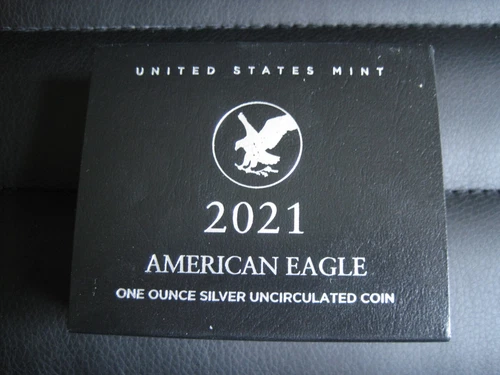 UNITED STATES MINT
2021
AMERICAN EAGLE
ONE OUNCE SILVER UNCIRCULATED COIN